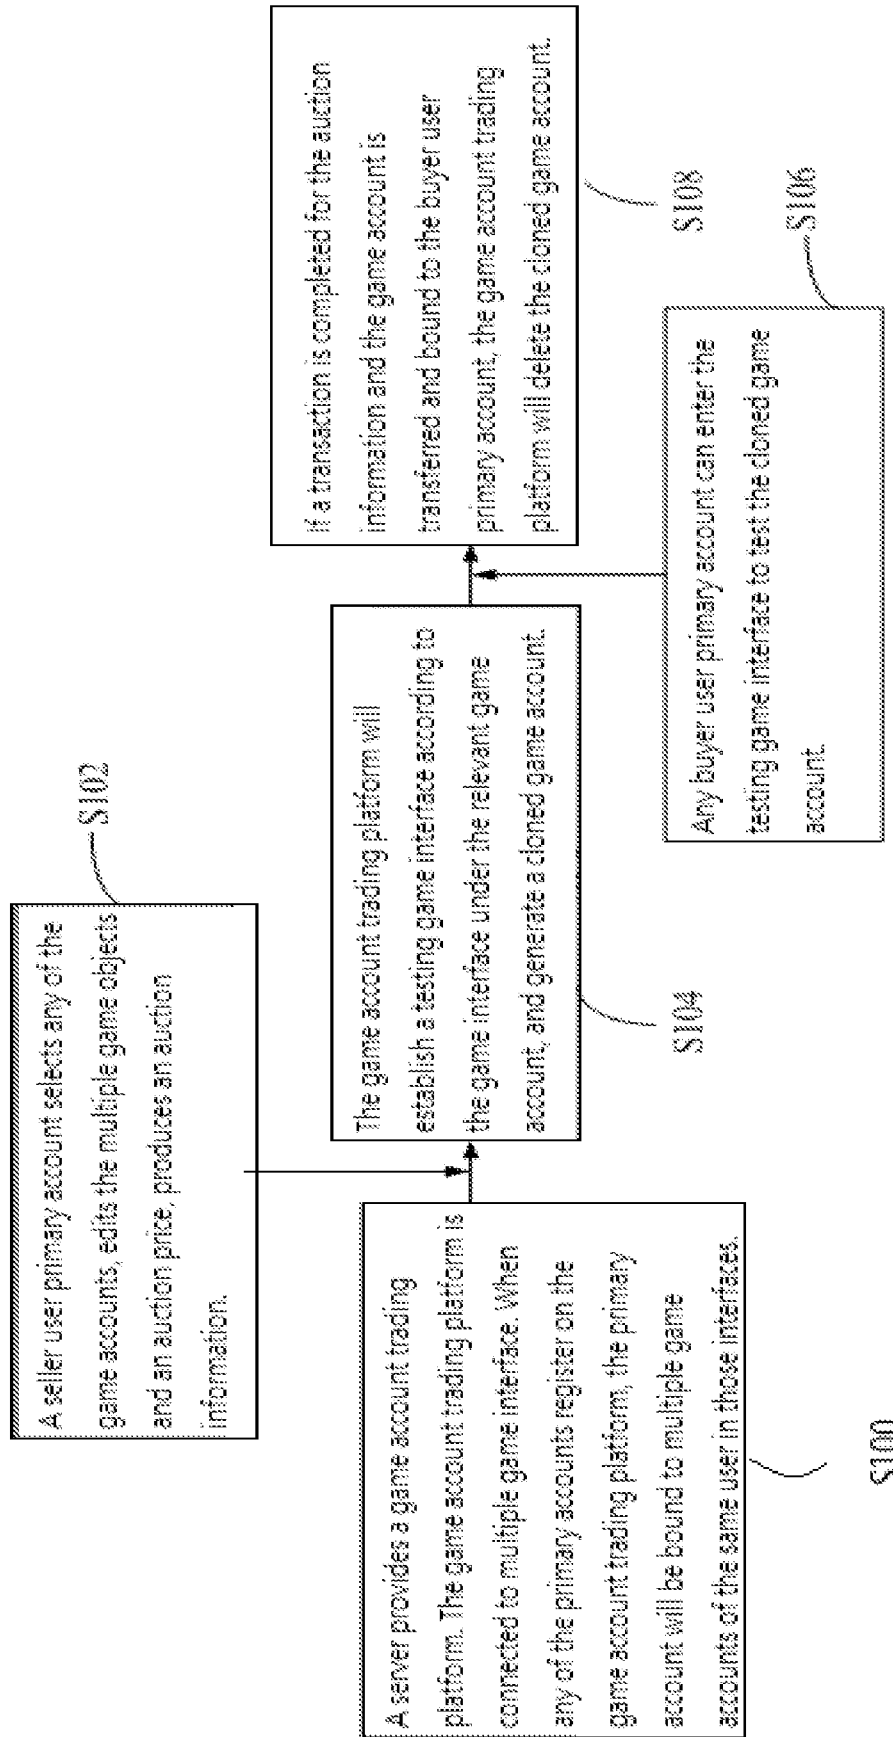 A server provides a game account trading
platform. The game account trading platform is
connected to multiple game interface. When
any of the primary accounts register on the
game account trading platform, the primary
account will be bound to multiple game
accounts of the same user in those interfaces.
S100
A seller user primary account selects any of the
game accounts, edits the multiple game objects
and an auction price, produces an auction
information.
S102
The game account trading platform will
establish a testing game interface according to
the game interface under the relevant game
account, and generate a cloned game account.
S104
Any buyer user primary account can enter the
testing game interface to test the cloned game
account.
S106
If a transaction is completed for the auction
information and the game account is
transferred and bound to the buyer user
primary account, the game account trading
platform will delete the cloned game account.
S108